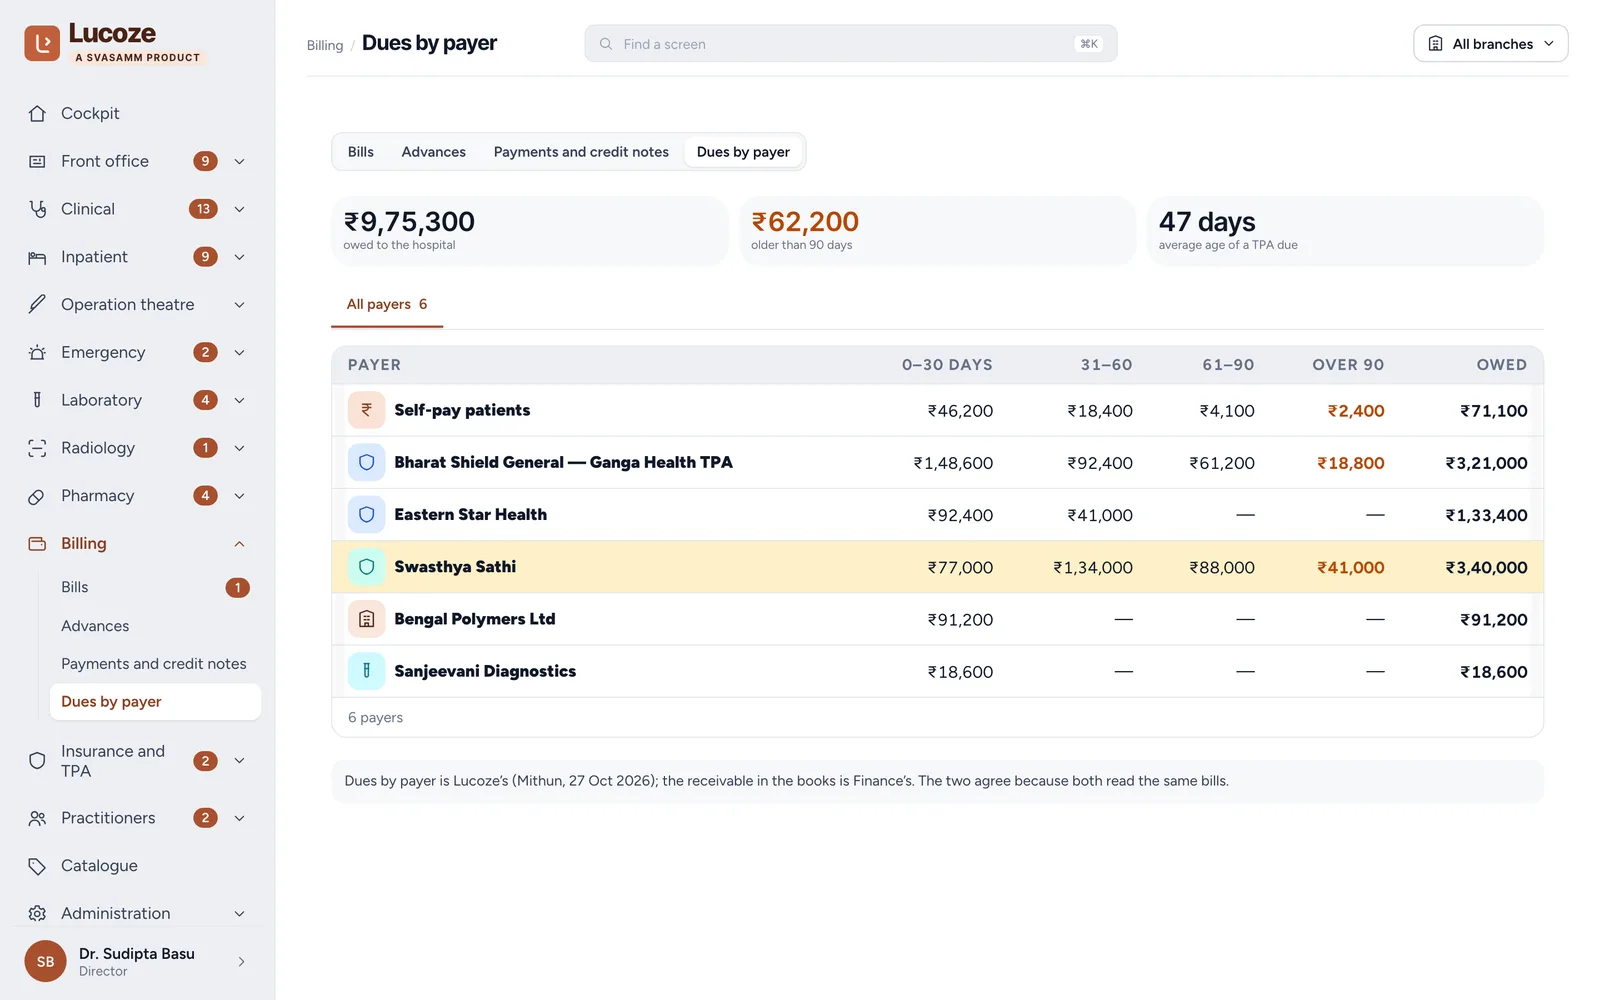 Lucoze
A SVASAMM PRODUCT
Cockpit
Front office 9
Clinical 13
Inpatient 9
Operation theatre
Emergency 2
Laboratory 4
Radiology 1
Pharmacy 4
Billing
Bills 1
Advances
Payments and credit notes
Dues by payer
Insurance and
TPA 2
Practitioners 2
Catalogue
Administration
SB
Dr. Sudipta Basu
Director
Billing / Dues by payer
Find a screen ⌘K
All branches
Bills Advances Payments and credit notes Dues by payer
₹9,75,300
owed to the hospital
₹62,200
older than 90 days
47 days
average age of a TPA due
All payers 6
PAYER 0–30 DAYS 31–60 61–90 OVER 90 OWED
₹ Self-pay patients ₹46,200 ₹18,400 ₹4,100 ₹2,400 ₹71,100
Bharat Shield General — Ganga Health TPA ₹1,48,600 ₹92,400 ₹61,200 ₹18,800 ₹3,21,000
Eastern Star Health ₹92,400 ₹41,000 — — ₹1,33,400
Swasthya Sathi ₹77,000 ₹1,34,000 ₹88,000 ₹41,000 ₹3,40,000
Bengal Polymers Ltd ₹91,200 — — — ₹91,200
Sanjeevani Diagnostics ₹18,600 — — — ₹18,600
6 payers
Dues by payer is Lucoze’s (Mithun, 27 Oct 2026); the receivable in the books is Finance’s. The two agree because both read the same bills.